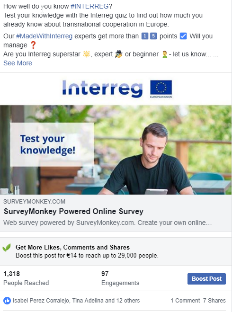 How well do you know #INTERREG?
Test your knowledge with the Interreg quiz to find out how much you
already know about transnational cooperation in Europe.
Our #MadeWithInterreg experts get more than points ✅ Will you
manage ❓
Are you Interreg superstar, expert or beginner - let us know... ...
See More
Interreg
Test your
knowledge!
SURVEYMONKEY.COM
SurveyMonkey Powered Online Survey
Web survey powered by SurveyMonkey.com. Create your own online...
Get More Likes, Comments and Shares
Boost this post for €14 to reach up to 29,000 people.
1,318 97
People Reached Engagements Boost Post
Isabel Perez Corralejo, Tina Adelina and 12 others 1 Comment 7 Shares